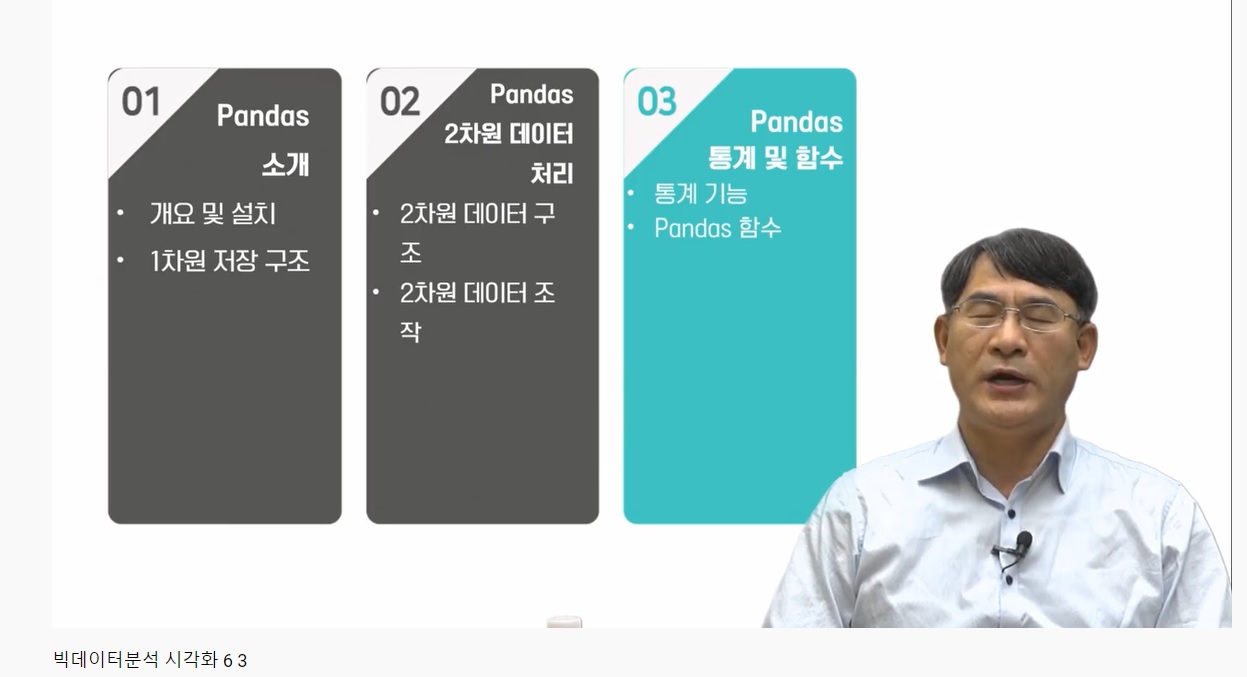 01
Pandas
소개
• 개요 및 설치
• 1차원 저장 구조
02
Pandas
2차원 데이터
처리
• 2차원 데이터 구
조
• 2차원 데이터 조
작
03
Pandas
통계 및 함수
• 통계 기능
• Pandas 함수
빅데이터분석 시각화 6 3